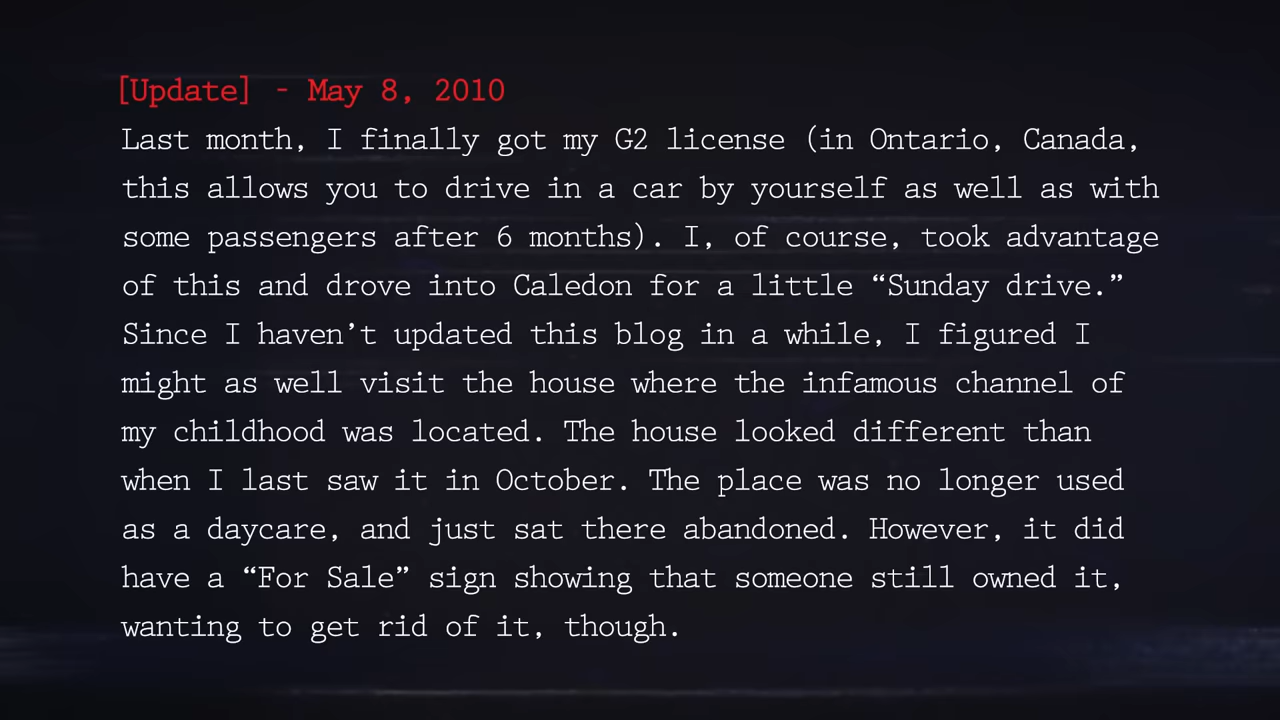 [Update] - May 8, 2010
Last month, I finally got my G2 license (in Ontario, Canada,
this allows you to drive in a car by yourself as well as with
some passengers after 6 months). I, of course, took advantage
of this and drove into Caledon for a little “Sunday drive.”
Since I haven’t updated this blog in a while, I figured I
might as well visit the house where the infamous channel of
my childhood was located. The house looked different than
when I last saw it in October. The place was no longer used
as a daycare, and just sat there abandoned. However, it did
have a “For Sale” sign showing that someone still owned it,
wanting to get rid of it, though.